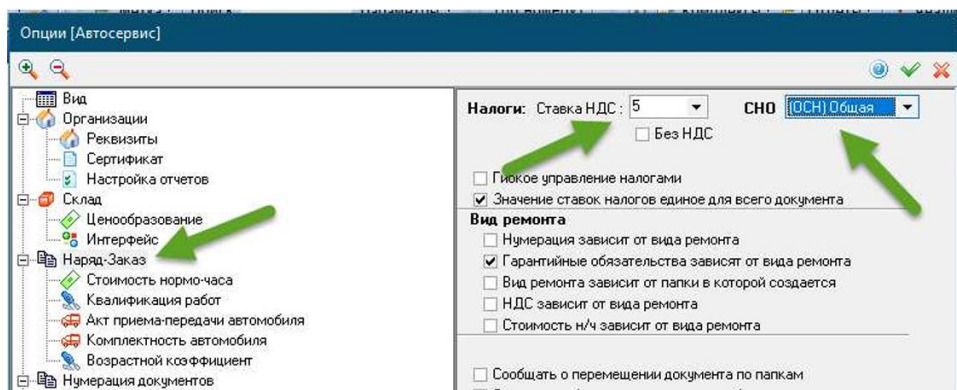 Опции [Автосервис]
Вид
Организации
Реквизиты
Сертификат
Настройка отчетов
Склад
Ценообразование
Интерфейс
Наряд-Заказ
Стоимость нормо-часа
Квалификация работ
Акт приема-передачи автомобиля
Комплектность автомобиля
Возрастной коэффициент
Нумерация документов
Налоги: Ставка НДС : 5 СНО (ОСН) Общая
Без НДС
Гибкое управление налогами
Значение ставок налогов единое для всего документа
Вид ремонта
Нумерация зависит от вида ремонта
Гарантийные обязательства зависят от вида ремонта
Вид ремонта зависит от папки в которой создается
НДС зависит от вида ремонта
Стоимость н/ч зависит от вида ремонта
Сообщать о перемещении документа по папкам